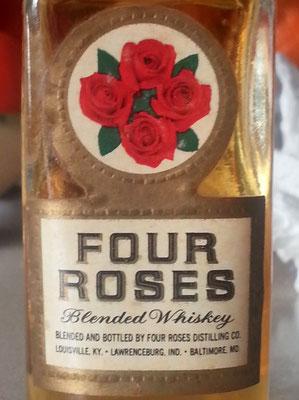 FOUR
ROSES
Blended Whiskey
BLENDED AND BOTTLED BY FOUR ROSES DISTILLING CO.
LOUISVILLE, KY. • LAWRENCEBURG, IND. • BALTIMORE, MD.